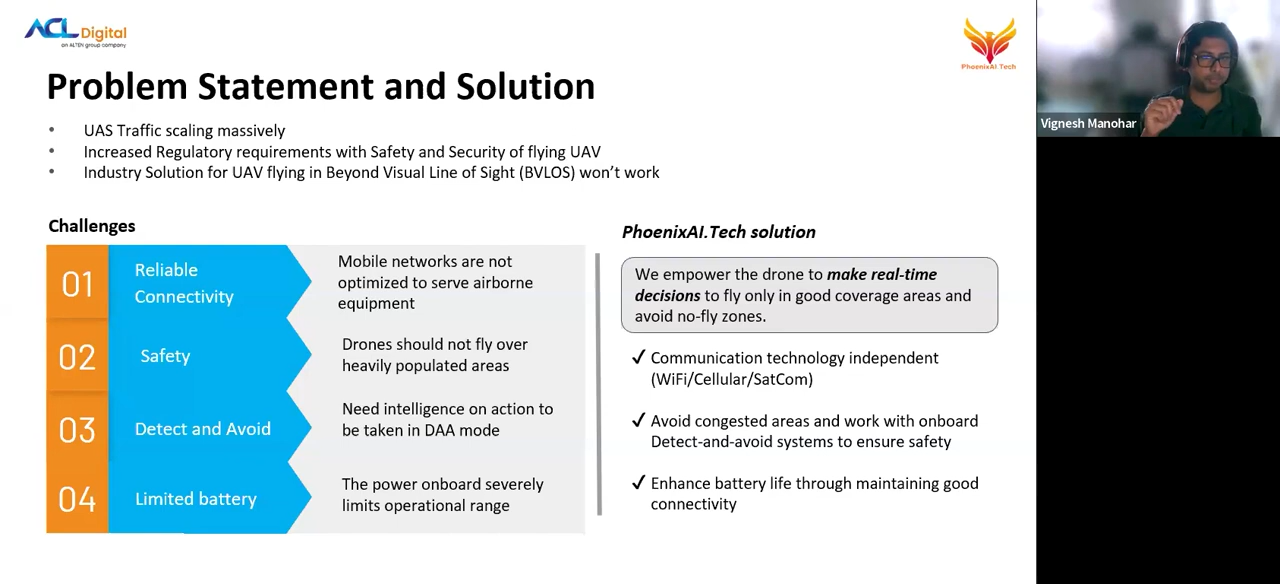 ACL Digital
an ALTEN group company
PhoenixAI Tech
Vignesh Manohar
Problem Statement and Solution
• UAS Traffic scaling massively
• Increased Regulatory requirements with Safety and Security of flying UAV
• Industry Solution for UAV flying in Beyond Visual Line of Sight (BVLOS) won't work
Challenges
01
Reliable
Connectivity
Mobile networks are not
optimized to serve airborne
equipment
02
Safety
Drones should not fly over
heavily populated areas
03
Detect and Avoid
Need intelligence on action to
be taken in DAA mode
04
Limited battery
The power onboard severely
limits operational range
PhoenixAI.Tech solution
We empower the drone to make real-time
decisions to fly only in good coverage areas and
avoid no-fly zones.
✓ Communication technology independent
(WiFi/Cellular/SatCom)
✓ Avoid congested areas and work with onboard
Detect-and-avoid systems to ensure safety
✓ Enhance battery life through maintaining good
connectivity